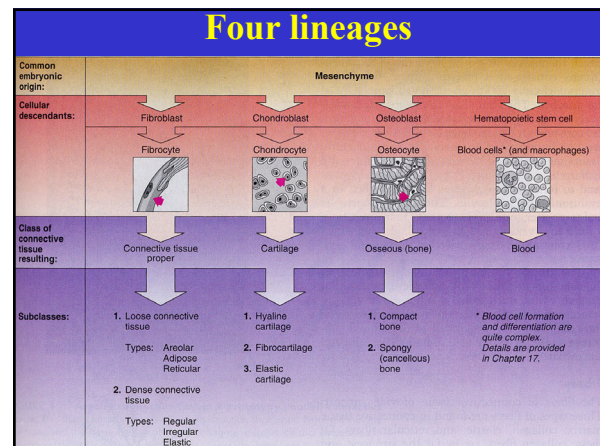 Four lineages
Common
embryonic
origin:
Mesenchyme
Cellular
descendants:
Fibroblast
Chondroblast
Osteoblast
Hematopoietic stem cell
Fibrocyte
Chondrocyte
Osteocyte
Blood cells* (and macrophages)
Class of
connective
tissue
resulting:
Connective tissue
proper
Cartilage
Osseous (bone)
Blood
Subclasses:
1. Loose connective
tissue
Types: Areolar
Adipose
Reticular
2. Dense connective
tissue
Types: Regular
Irregular
Elastic
1. Hyaline
cartilage
2. Fibrocartilage
3. Elastic
cartilage
1. Compact
bone
2. Spongy
(cancellous)
bone
* Blood cell formation
and differentiation are
quite complex.
Details are provided
in Chapter 17.